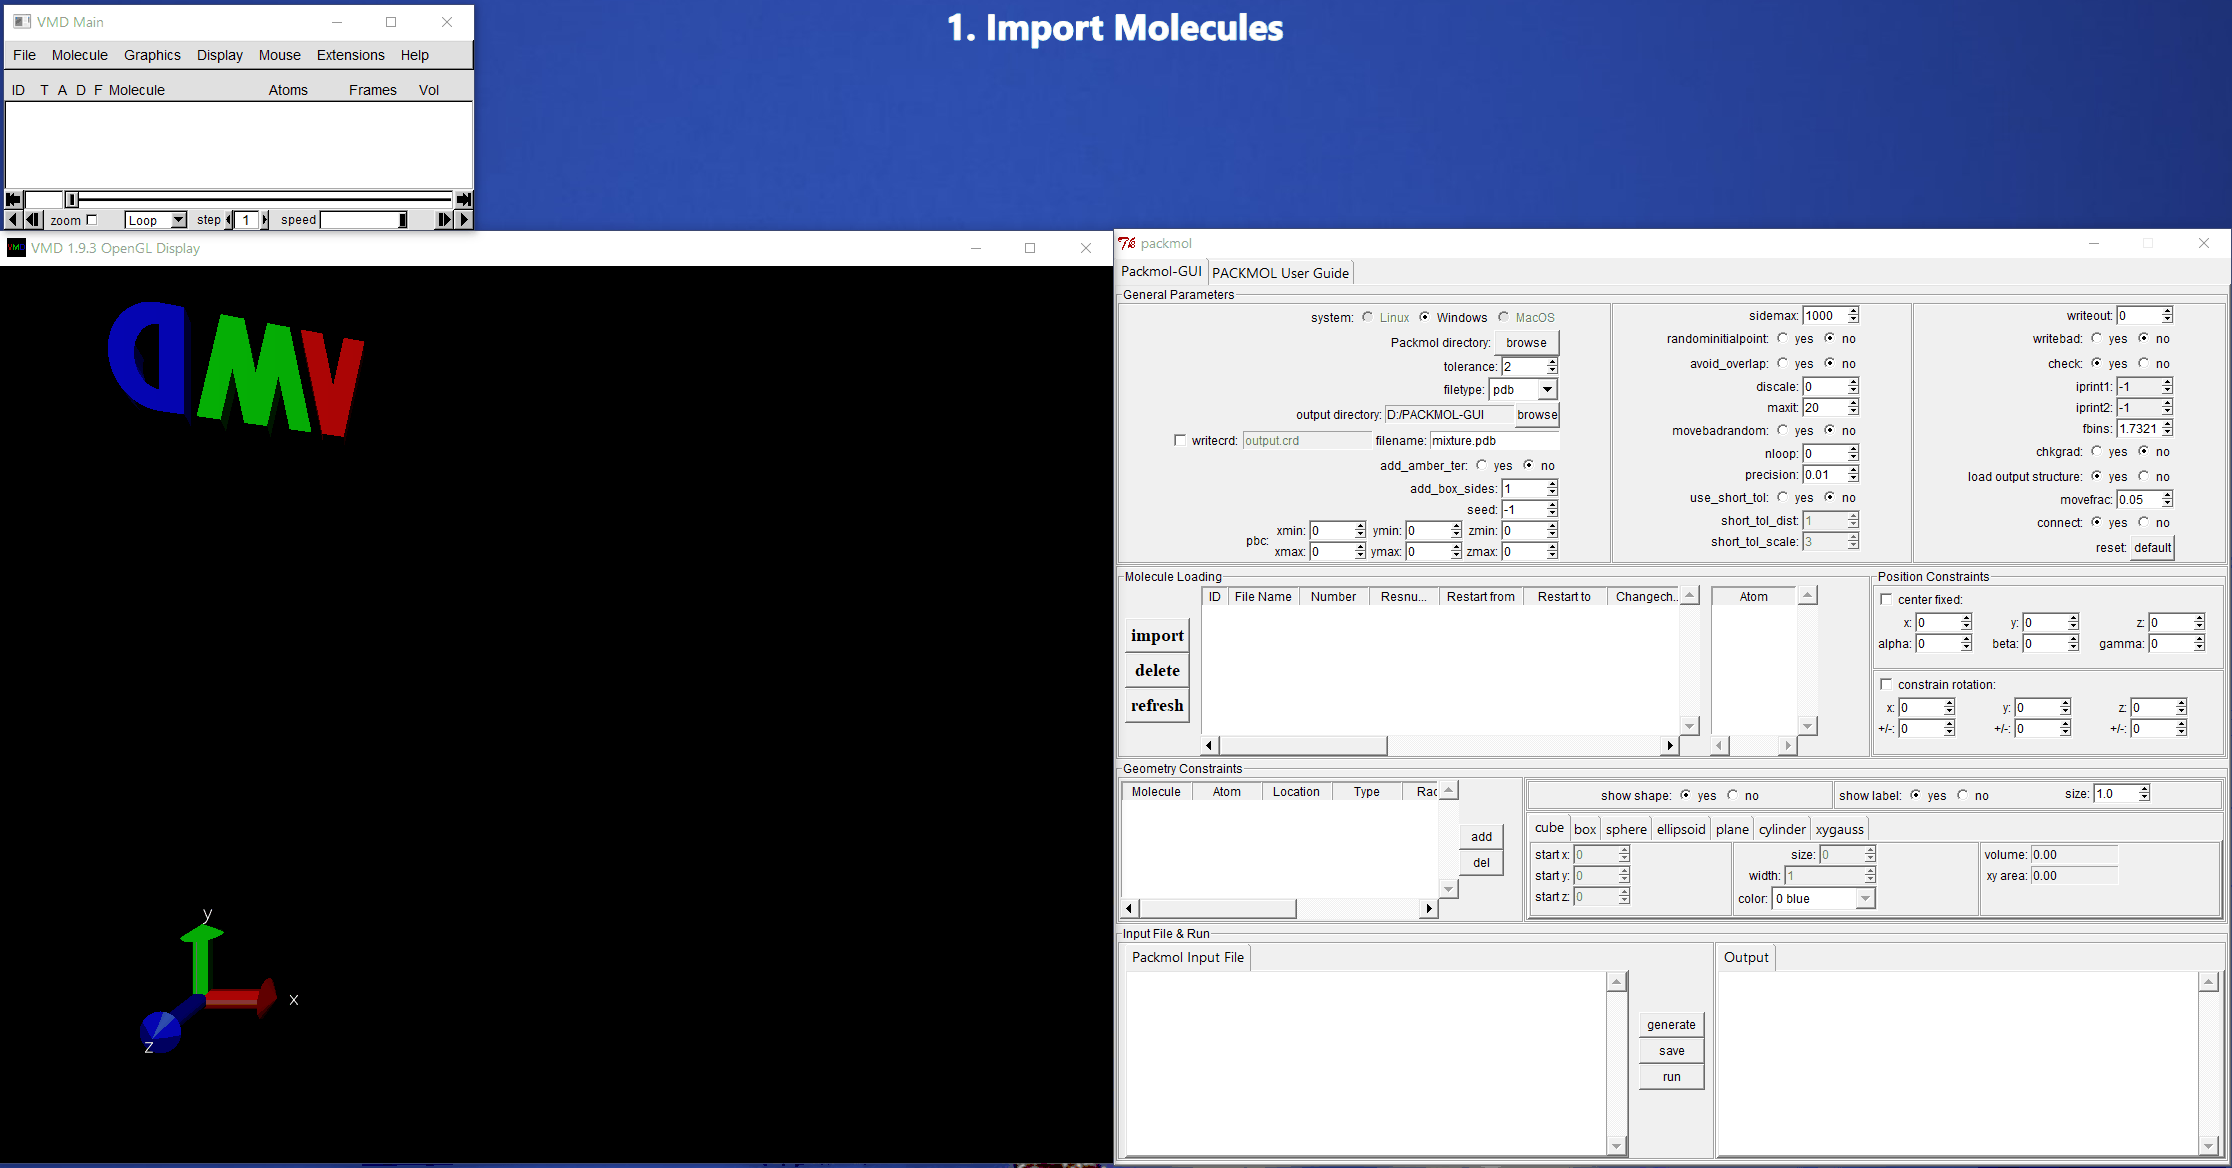 1. Import Molecules
VMD Main
File Molecule Graphics Display Mouse Extensions Help
ID T A D F Molecule Atoms Frames Vol
zoom Loop step 1 speed
VMD 1.9.3 OpenGL Display
VMD
y
x
z
packmol
Packmol-GUI PACKMOL User Guide
General Parameters
system: Linux Windows MacOS
Packmol directory: browse
tolerance: 2
filetype: pdb
output directory: D:/PACKMOL-GUI browse
writecrd: output.crd filename: mixture.pdb
add_amber_ter: yes no
add_box_sides: 1
seed: -1
pbc: xmin: 0 ymin: 0 zmin: 0
xmax: 0 ymax: 0 zmax: 0
sidemax: 1000
randominitialpoint: yes no
avoid_overlap: yes no
discale: 0
maxit: 20
movebadrandom: yes no
nloop: 0
precision: 0.01
use_short_tol: yes no
short_tol_dist: 1
short_tol_scale: 3
writeout: 0
writebad: yes no
check: yes no
iprint1: -1
iprint2: -1
fbins: 1.7321
chkgrad: yes no
load output structure: yes no
movefrac: 0.05
connect: yes no
reset: default
Molecule Loading
import
delete
refresh
ID File Name Number Resnu... Restart from Restart to Changech..
Atom
Position Constraints
center fixed:
x: 0 y: 0 z: 0
alpha: 0 beta: 0 gamma: 0
constrain rotation:
x: 0 y: 0 z: 0
+/-: 0 +/-: 0 +/-: 0
Geometry Constraints
Molecule Atom Location Type Rac
add
del
show shape: yes no show label: yes no size: 1.0
cube box sphere ellipsoid plane cylinder xygauss
start x: 0 size: 0 volume: 0.00
start y: 0 width: 1 xy area: 0.00
start z: 0 color: 0 blue
Input File & Run
Packmol Input File
generate
save
run
Output